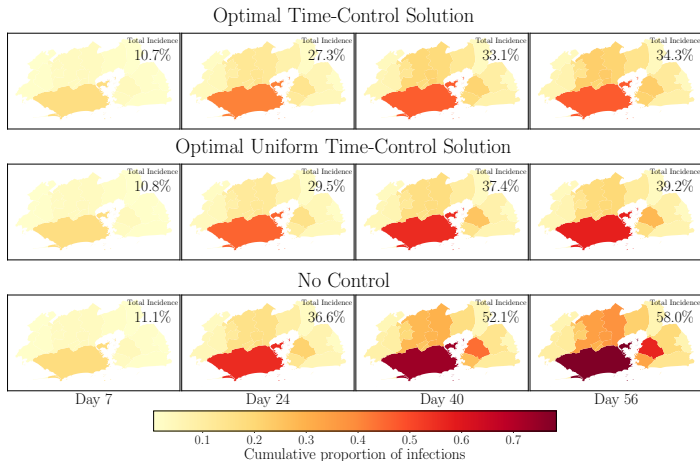 Optimal Time-Control Solution
Total Incidence
10.7%
Total Incidence
27.3%
Total Incidence
33.1%
Total Incidence
34.3%
Optimal Uniform Time-Control Solution
Total Incidence
10.8%
Total Incidence
29.5%
Total Incidence
37.4%
Total Incidence
39.2%
No Control
Total Incidence
11.1%
Total Incidence
36.6%
Total Incidence
52.1%
Total Incidence
58.0%
Day 7
Day 24
Day 40
Day 56
0.1 0.2 0.3 0.4 0.5 0.6 0.7
Cumulative proportion of infections